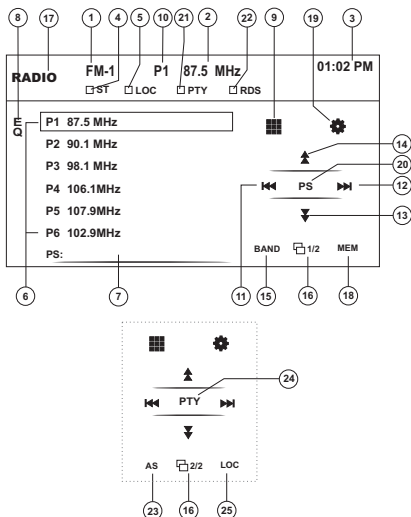 8 17 1 4 5 10 21 2 22 19 3
RADIO FM-1 P1 87.5 MHz 01:02 PM
ST LOC PTY RDS
EQ
P1 87.5 MHz
P2 90.1 MHz
P3 98.1 MHz
P4 106.1MHz
P5 107.9MHz
P6 102.9MHz
PS:
9
14
20
PS
12
13
BAND 1/2 MEM
6 7 11 15 16 18
PTY
24
AS 2/2 LOC
23 16 25